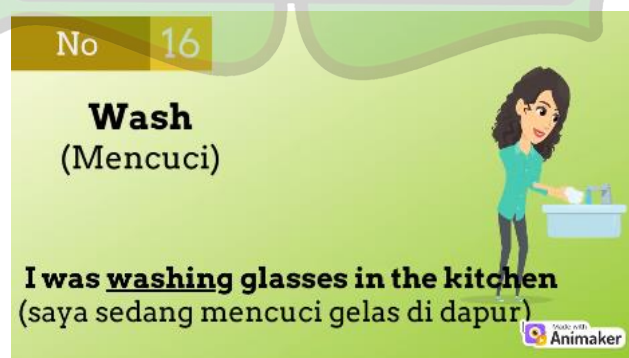 No 16
Wash
(Mencuci)
I was washing glasses in the kitchen
(saya sedang mencuci gelas di dapur)
Made with
Animaker